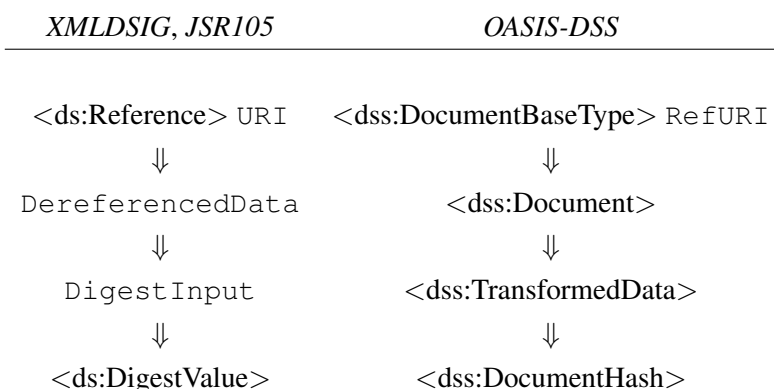 XMLDSIG, JSR105 OASIS-DSS
<ds:Reference> URI <dss:DocumentBaseType> RefURI
⇓ ⇓
DereferencedData <dss:Document>
⇓ ⇓
DigestInput <dss:TransformedData>
⇓ ⇓
<ds:DigestValue> <dss:DocumentHash>